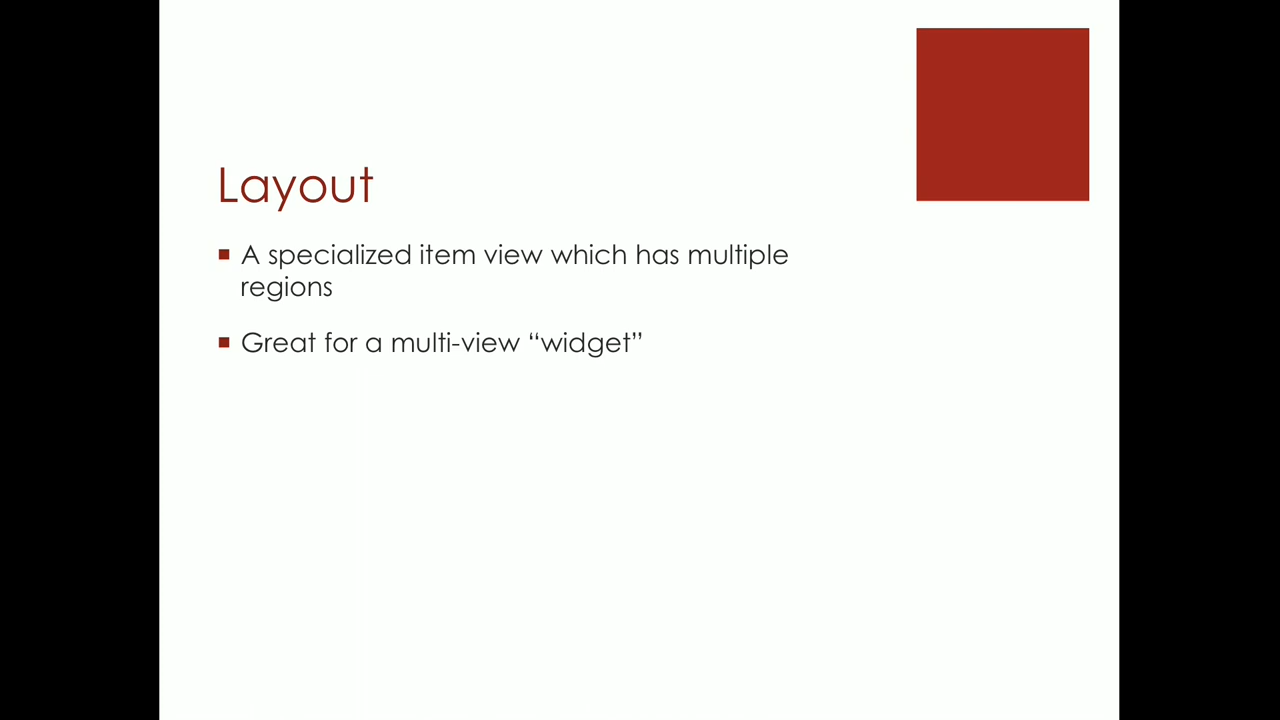 Layout
A specialized item view which has multiple
regions
Great for a multi-view “widget”